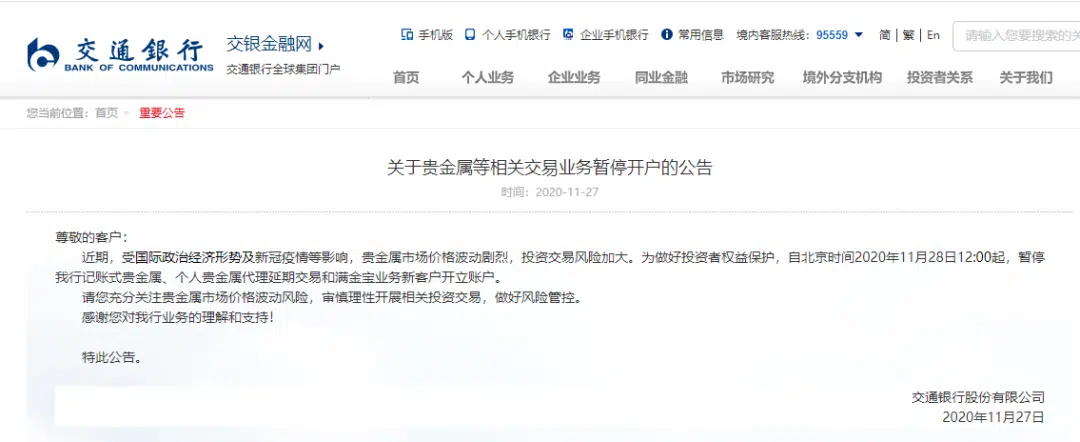 交通銀行
BANK OF COMMUNICATIONS
交银金融网
交通银行全球集团门户
手机版 个人手机银行 企业手机银行 常用信息 境内客服热线：95559 简 | 繁 | En
请输入您要搜索的关
首页 个人业务 企业业务 同业金融 市场研究 境外分支机构 投资者关系 关于我们
您当前位置：首页 » 重要公告
关于贵金属等相关交易业务暂停开户的公告
时间：2020-11-27
尊敬的客户：
近期，受国际政治经济形势及新冠疫情等影响，贵金属市场价格波动剧烈，投资交易风险加大。为做好投资者权益保护，自北京时间2020年11月28日12:00起，暂停
我行记账式贵金属、个人贵金属代理延期交易和满金宝业务新客户开立账户。
请您充分关注贵金属市场价格波动风险，审慎理性开展相关投资交易，做好风险管控。
感谢您对我行业务的理解和支持！
特此公告。
交通银行股份有限公司
2020年11月27日